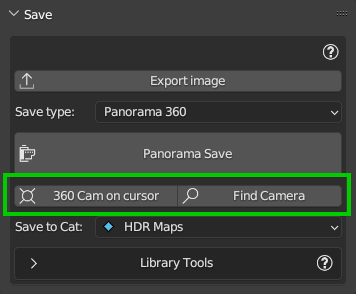 Save
?
Export image
Save type: Panorama 360
Panorama Save
360 Cam on cursor Find Camera
Save to Cat: HDR Maps
Library Tools ?